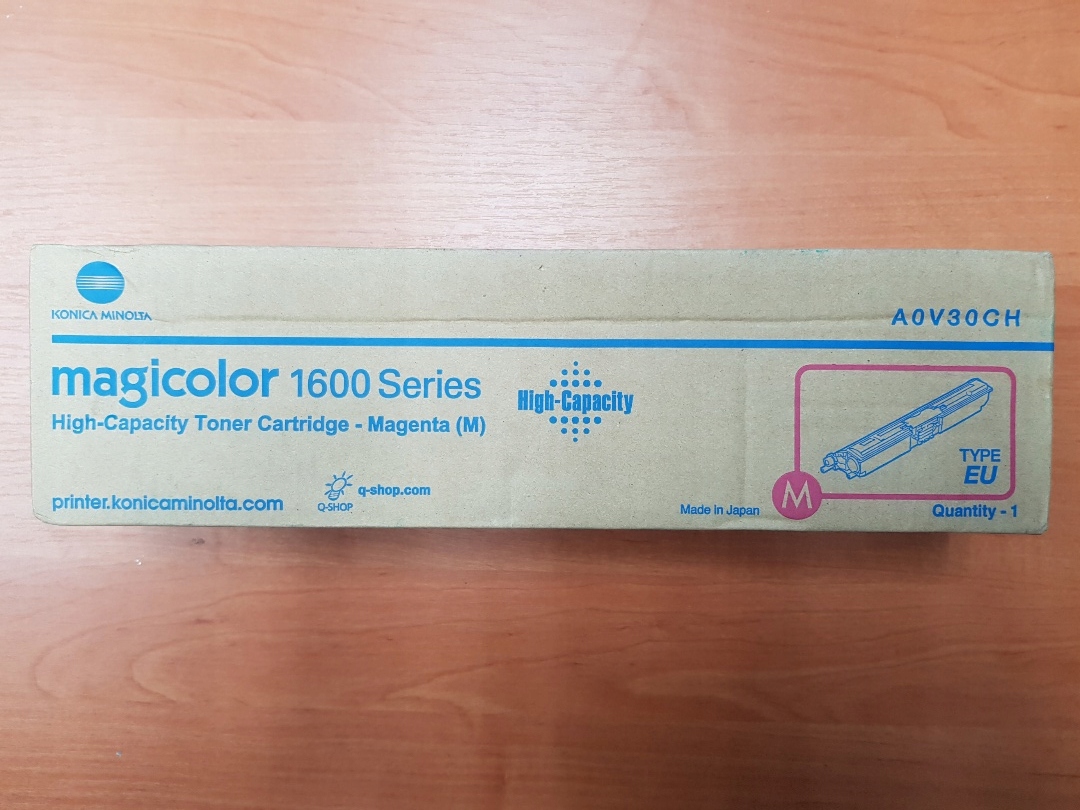 KONICA MINOLTA
A0V30CH
magicolor 1600 Series
High-Capacity Toner Cartridge - Magenta (M)
High-Capacity
TYPE
EU
M
printer.konicaminolta.com
Q-SHOP
q-shop.com
Made in Japan
Quantity - 1